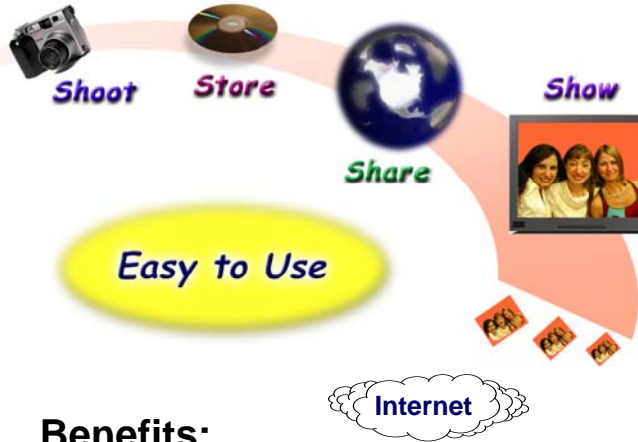 Shoot
Store
Show
Share
Easy to Use
Internet
Benefits: